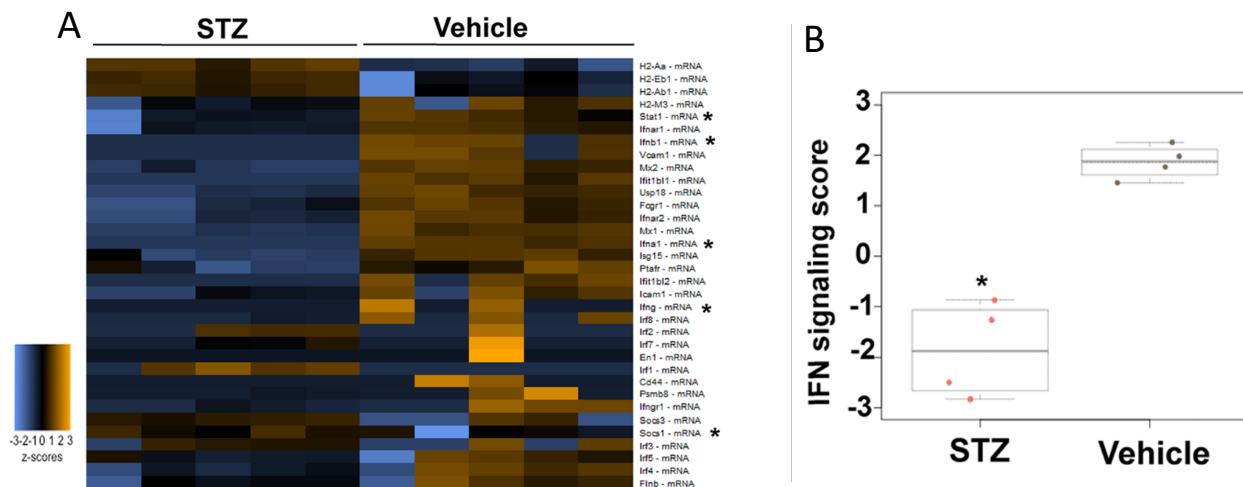 A
STZ
Vehicle
H2-Aa - mRNA
H2-Eb1 - mRNA
H2-Ab1 - mRNA
H2-M3 - mRNA
Stat1 - mRNA *
Ifnar1 - mRNA
Ifnb1 - mRNA *
Vcam1 - mRNA
Mx2 - mRNA
Ifit1bl1 - mRNA
Usp18 - mRNA
Fcgr1 - mRNA
Ifnar2 - mRNA
Mx1 - mRNA
Ifna1 - mRNA *
Isg15 - mRNA
Ptafr - mRNA
Ifit1bl2 - mRNA
Icam1 - mRNA
Ifng - mRNA *
Irf8 - mRNA
Irf2 - mRNA
Irf7 - mRNA
En1 - mRNA
Irf1 - mRNA
Cd44 - mRNA
Psmb8 - mRNA
Ifngr1 - mRNA
Socs3 - mRNA
Socs1 - mRNA *
Irf3 - mRNA
Irf5 - mRNA
Irf4 - mRNA
Flnb - mRNA
-3-2-1 0 1 2 3
z-scores
B
IFN signaling score
3
2
1
0
-1
-2
-3
*
STZ
Vehicle